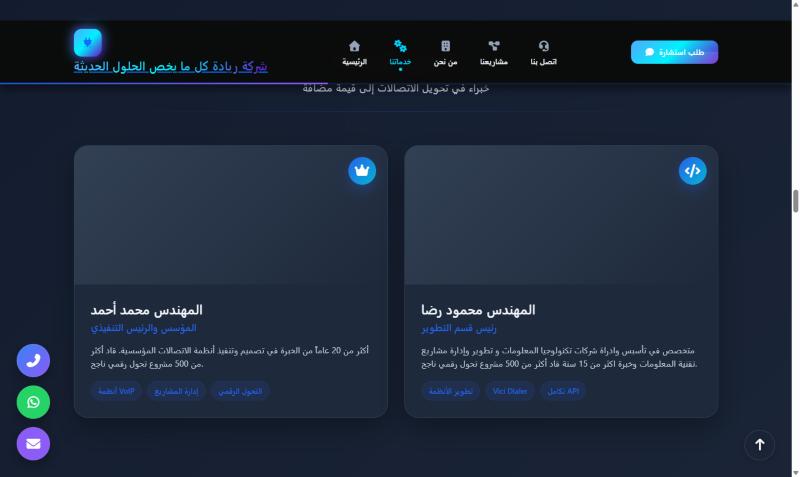 شركة ريادة كل ما يخص الحلول الحديثة
الرئيسية
خدماتنا
من نحن
مشاريعنا
اتصل بنا
طلب استشارة
خبراء في تحويل الاتصالات إلى قيمة مضافة
المهندس محمد أحمد
المؤسس والرئيس التنفيذي
أكثر من 20 عاماً من الخبرة في تصميم وتنفيذ أنظمة الاتصالات المؤسسية. قاد أكثر
من 500 مشروع تحول رقمي ناجح.
أنظمة VoIP
إدارة المشاريع
التحول الرقمي
المهندس محمود رضا
رئيس قسم التطوير
متخصص في تأسيس وادراة شركات تكنولوجيا المعلومات و تطوير وإدارة مشاريع
تقنية المعلومات وخبرة اكثر من 15 سنة قاد أكثر من 500 مشروع تحول رقمي ناجح.
تطوير الأنظمة
Vici Dialer
تكامل API